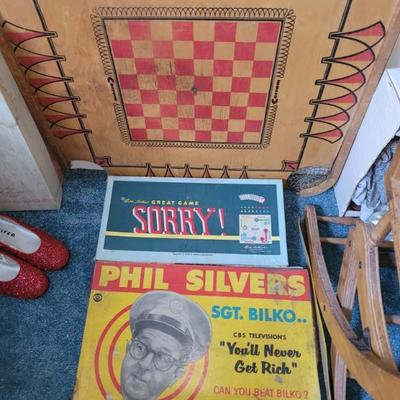 GREAT GAME
SORRY!
PHIL SILVERS
SGT. BILKO..
CBS TELEVISION'S
"You'll Never
Get Rich"
CAN YOU BEAT BILKO?